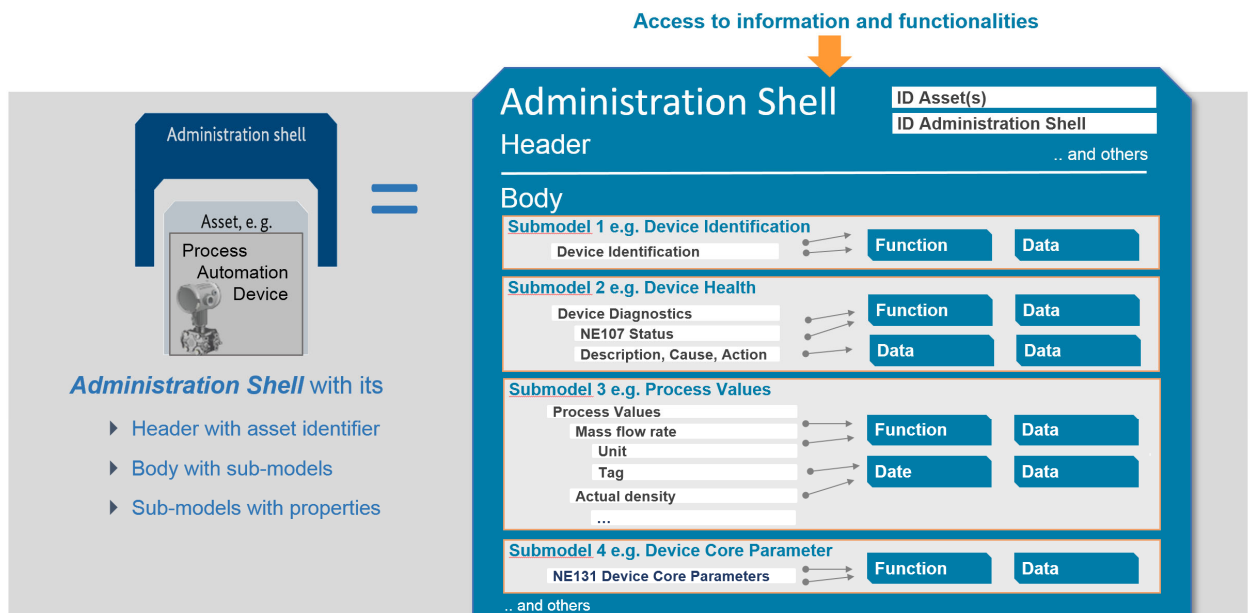 Access to information and functionalities
Administration shell
Asset, e. g.
Process
Automation
Device
=
Administration Shell with its
Header with asset identifier
Body with sub-models
Sub-models with properties
Administration Shell
Header
ID Asset(s)
ID Administration Shell
.. and others
Body
Submodel 1 e.g. Device Identification
Device Identification
Function Data
Submodel 2 e.g. Device Health
Device Diagnostics
NE107 Status
Description, Cause, Action
Function Data
Data Data
Submodel 3 e.g. Process Values
Process Values
Mass flow rate
Unit
Tag
Actual density
...
Function Data
Date Data
Submodel 4 e.g. Device Core Parameter
NE131 Device Core Parameters
Function Data
.. and others